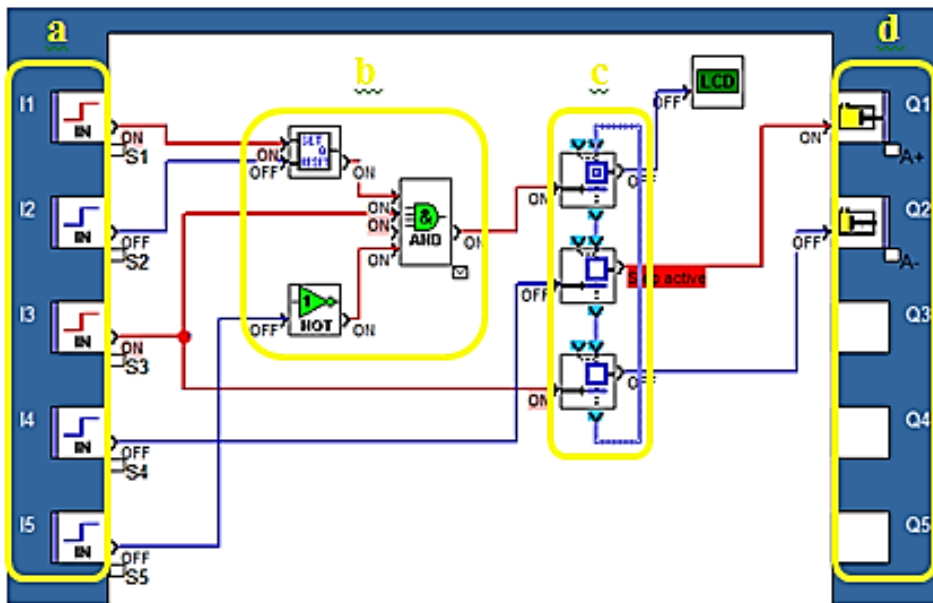 a
b
c
d
I1
IN
ON
S1
I2
IN
OFF
S2
I3
IN
ON
S3
I4
IN
OFF
S4
I5
IN
OFF
S5
ON
OFF
SET
Q
RESET
ON
ON
ON
ON
&
AND
ON
OFF
1
NOT
ON
ON
OFF
OFF
LCD
OFF
Step active
ON
OFF
ON
Q1
A+
OFF
Q2
A-
Q3
Q4
Q5